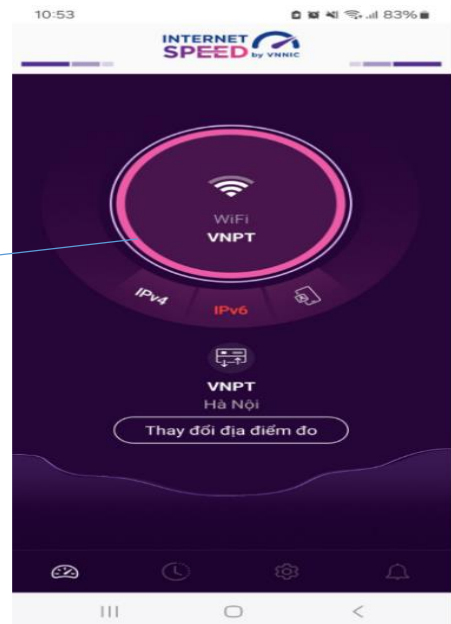 10:53
83%
INTERNET
SPEED by VNNIC
WiFi
VNPT
IPv4
IPv6
VNPT
Hà Nội
Thay đổi địa điểm đo